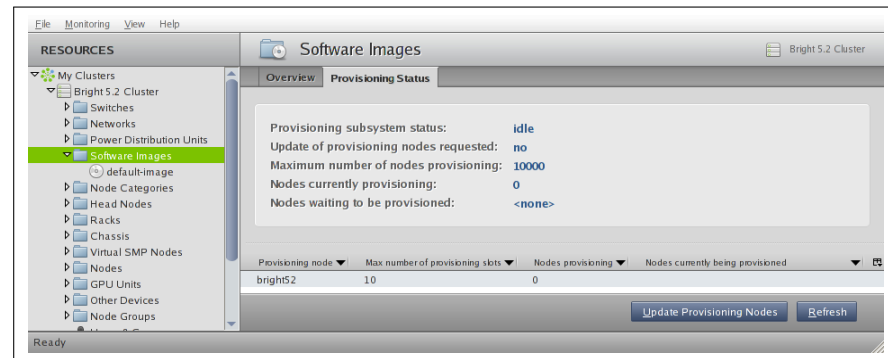 File Monitoring View Help
RESOURCES
My Clusters
Bright 5.2 Cluster
Switches
Networks
Power Distribution Units
Software Images
default-image
Node Categories
Head Nodes
Racks
Chassis
Virtual SMP Nodes
Nodes
GPU Units
Other Devices
Node Groups
Software Images
Bright 5.2 Cluster
Overview Provisioning Status
Provisioning subsystem status: idle
Update of provisioning nodes requested: no
Maximum number of nodes provisioning: 10000
Nodes currently provisioning: 0
Nodes waiting to be provisioned: <none>
Provisioning node Max number of provisioning slots Nodes provisioning Nodes currently being provisioned
bright52 10 0
Update Provisioning Nodes Refresh
Ready